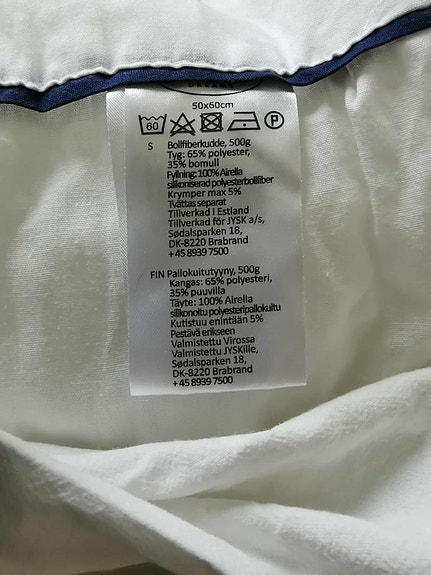 50x60cm
60 P
S Bollfiberkudde, 500g
Tyg: 65% polyester,
35% bomull
Fyllning: 100% Airella
silikoniserad polyesterbollfiber
Krymper max 5%
Tvättas separat
Tillverkad i Estland
Tillverkad för JYSK a/s,
Sødalsparken 18,
DK-8220 Brabrand
+45 8939 7500
FIN Pallokuitutyyny, 500g
Kangas: 65% polyesteri,
35% puuvilla
Täyte: 100% Airella
silikonoitu polyesteripallokuitu
Kutistuu enintään 5%
Pestävä erikseen
Valmistettu Virossa
Valmistettu JYSKille,
Sødalsparken 18,
DK-8220 Brabrand
+45 8939 7500